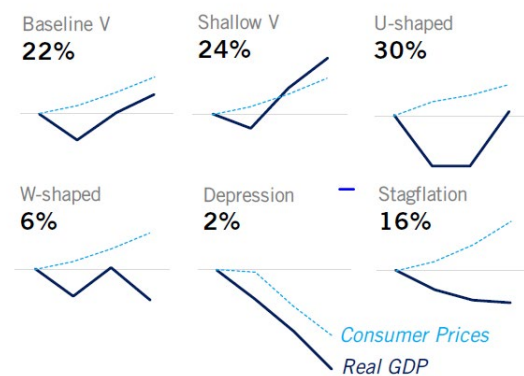 Baseline V
22%
Shallow V
24%
U-shaped
30%
W-shaped
6%
Depression
2%
Stagflation
16%
Consumer Prices
Real GDP